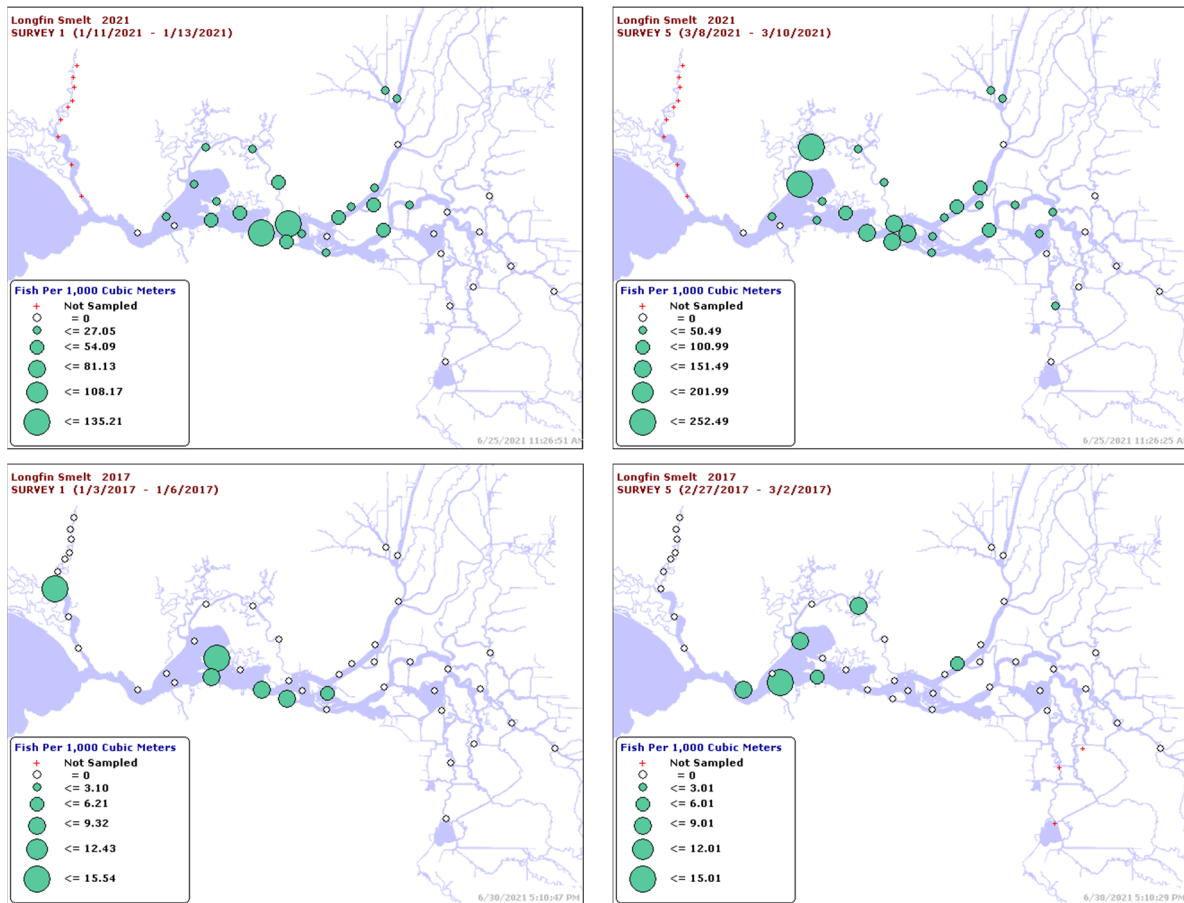 Longfin Smelt 2021
SURVEY 1 (1/11/2021 - 1/13/2021)
Fish Per 1,000 Cubic Meters
Not Sampled
= 0
<= 27.05
<= 54.09
<= 81.13
<= 108.17
<= 135.21
6/25/2021 11:26:51 AM
Longfin Smelt 2021
SURVEY 5 (3/8/2021 - 3/10/2021)
Fish Per 1,000 Cubic Meters
Not Sampled
= 0
<= 50.49
<= 100.99
<= 151.49
<= 201.99
<= 252.49
6/25/2021 11:26:25 AM
Longfin Smelt 2017
SURVEY 1 (1/3/2017 - 1/6/2017)
Fish Per 1,000 Cubic Meters
Not Sampled
= 0
<= 3.10
<= 6.21
<= 9.32
<= 12.43
<= 15.54
6/30/2021 5:10:47 PM
Longfin Smelt 2017
SURVEY 5 (2/27/2017 - 3/2/2017)
Fish Per 1,000 Cubic Meters
Not Sampled
= 0
<= 3.01
<= 6.01
<= 9.01
<= 12.01
<= 15.01
6/30/2021 5:10:29 PM